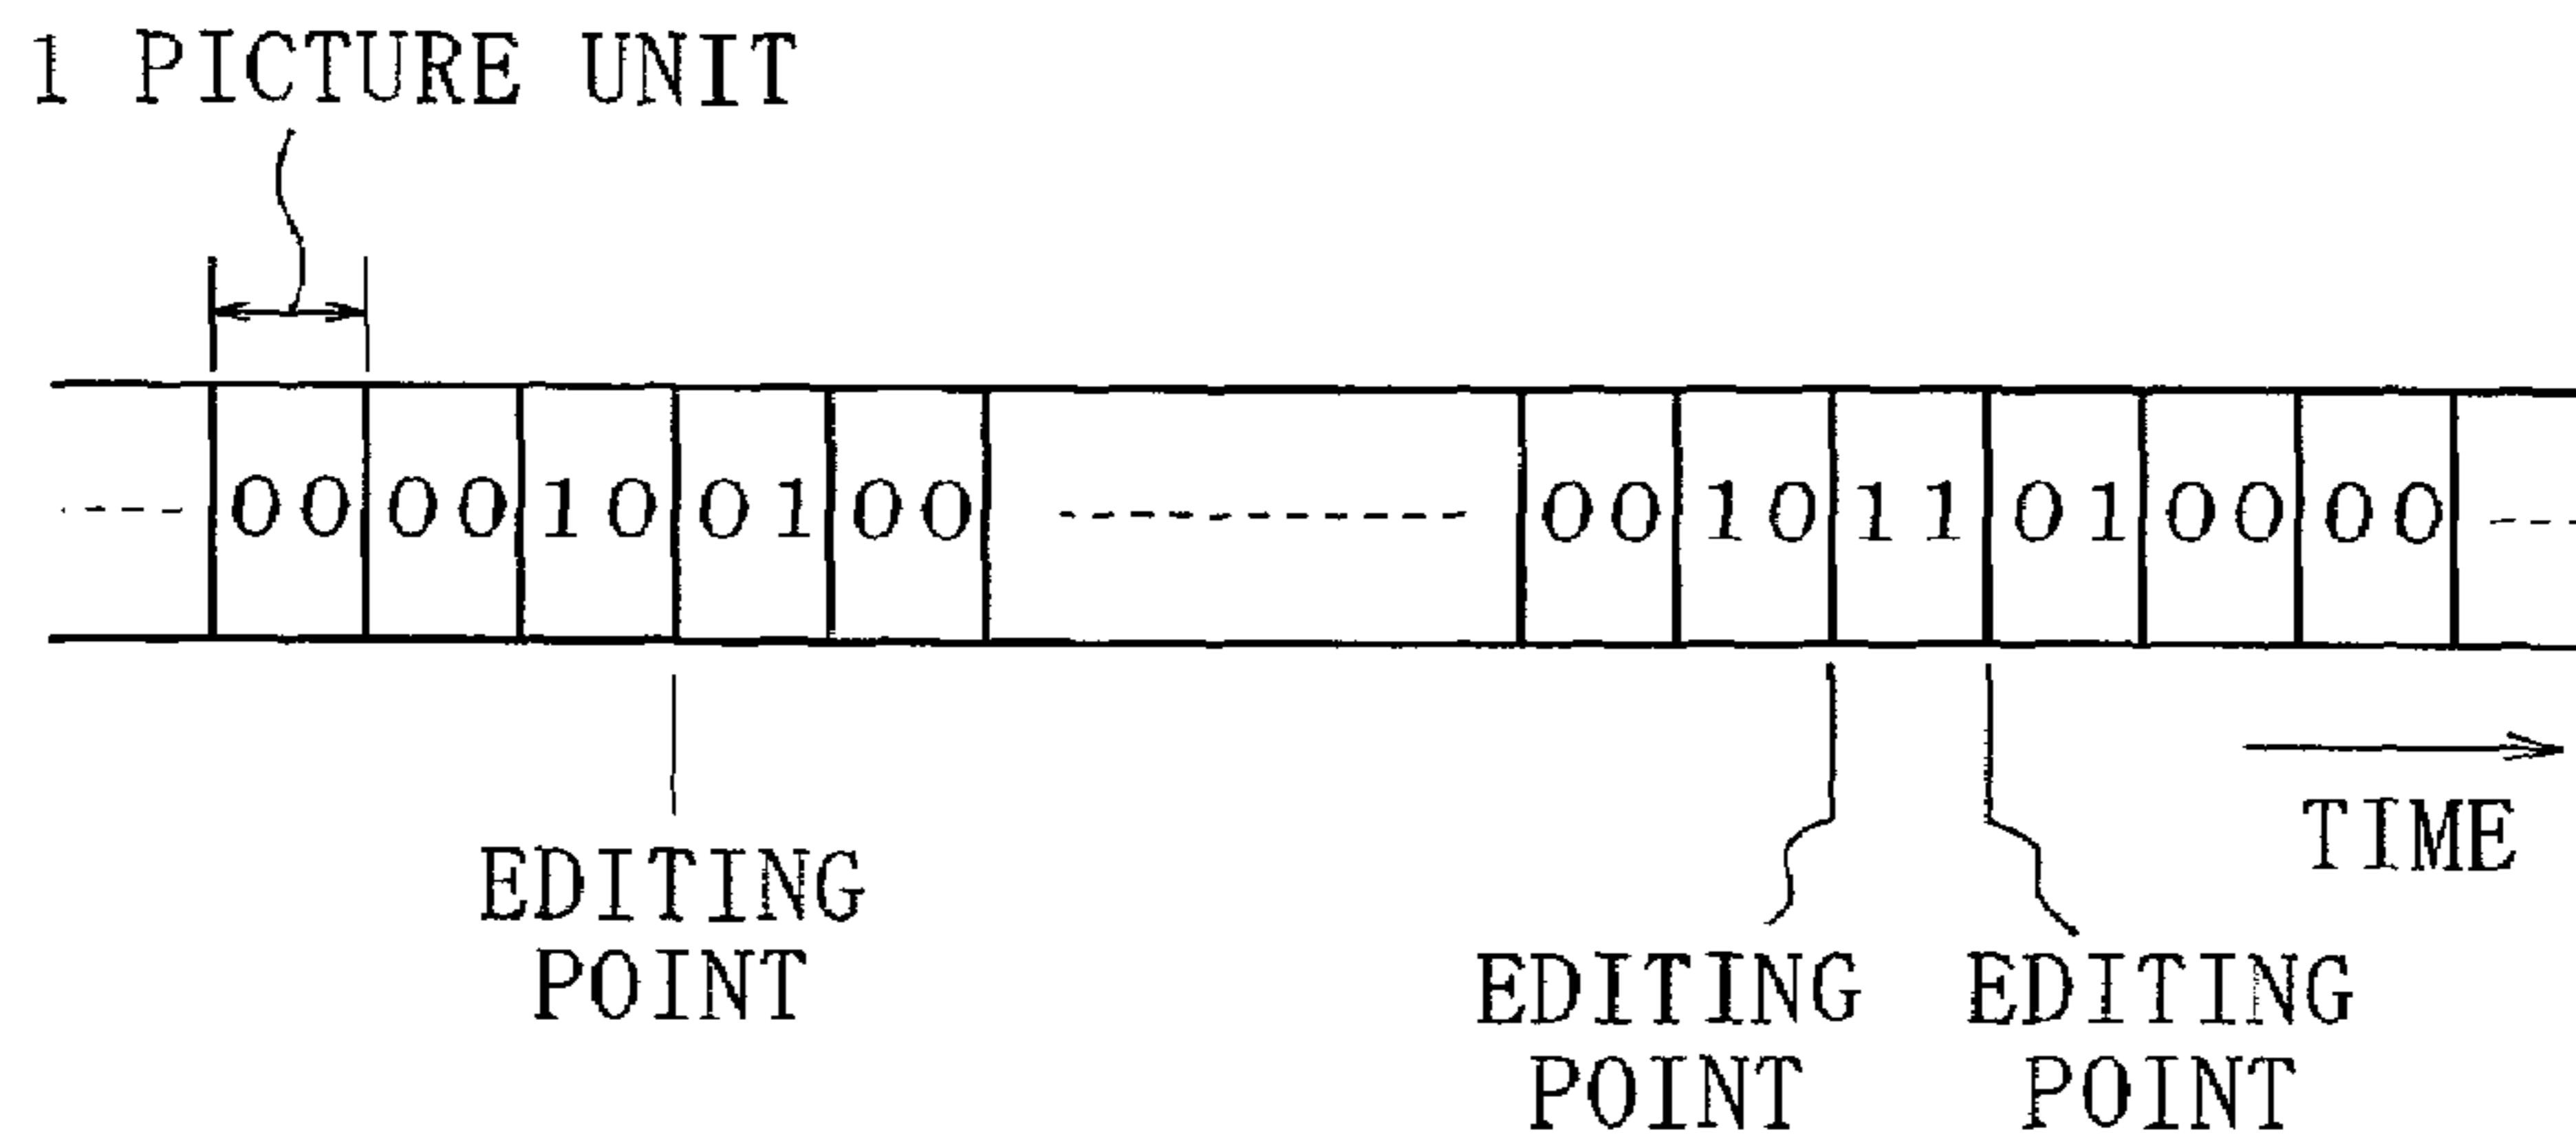 1 PICTURE UNIT
00 00 10 01 00 00 10 11 01 00 00
TIME
EDITING
POINT
EDITING
POINT
EDITING
POINT